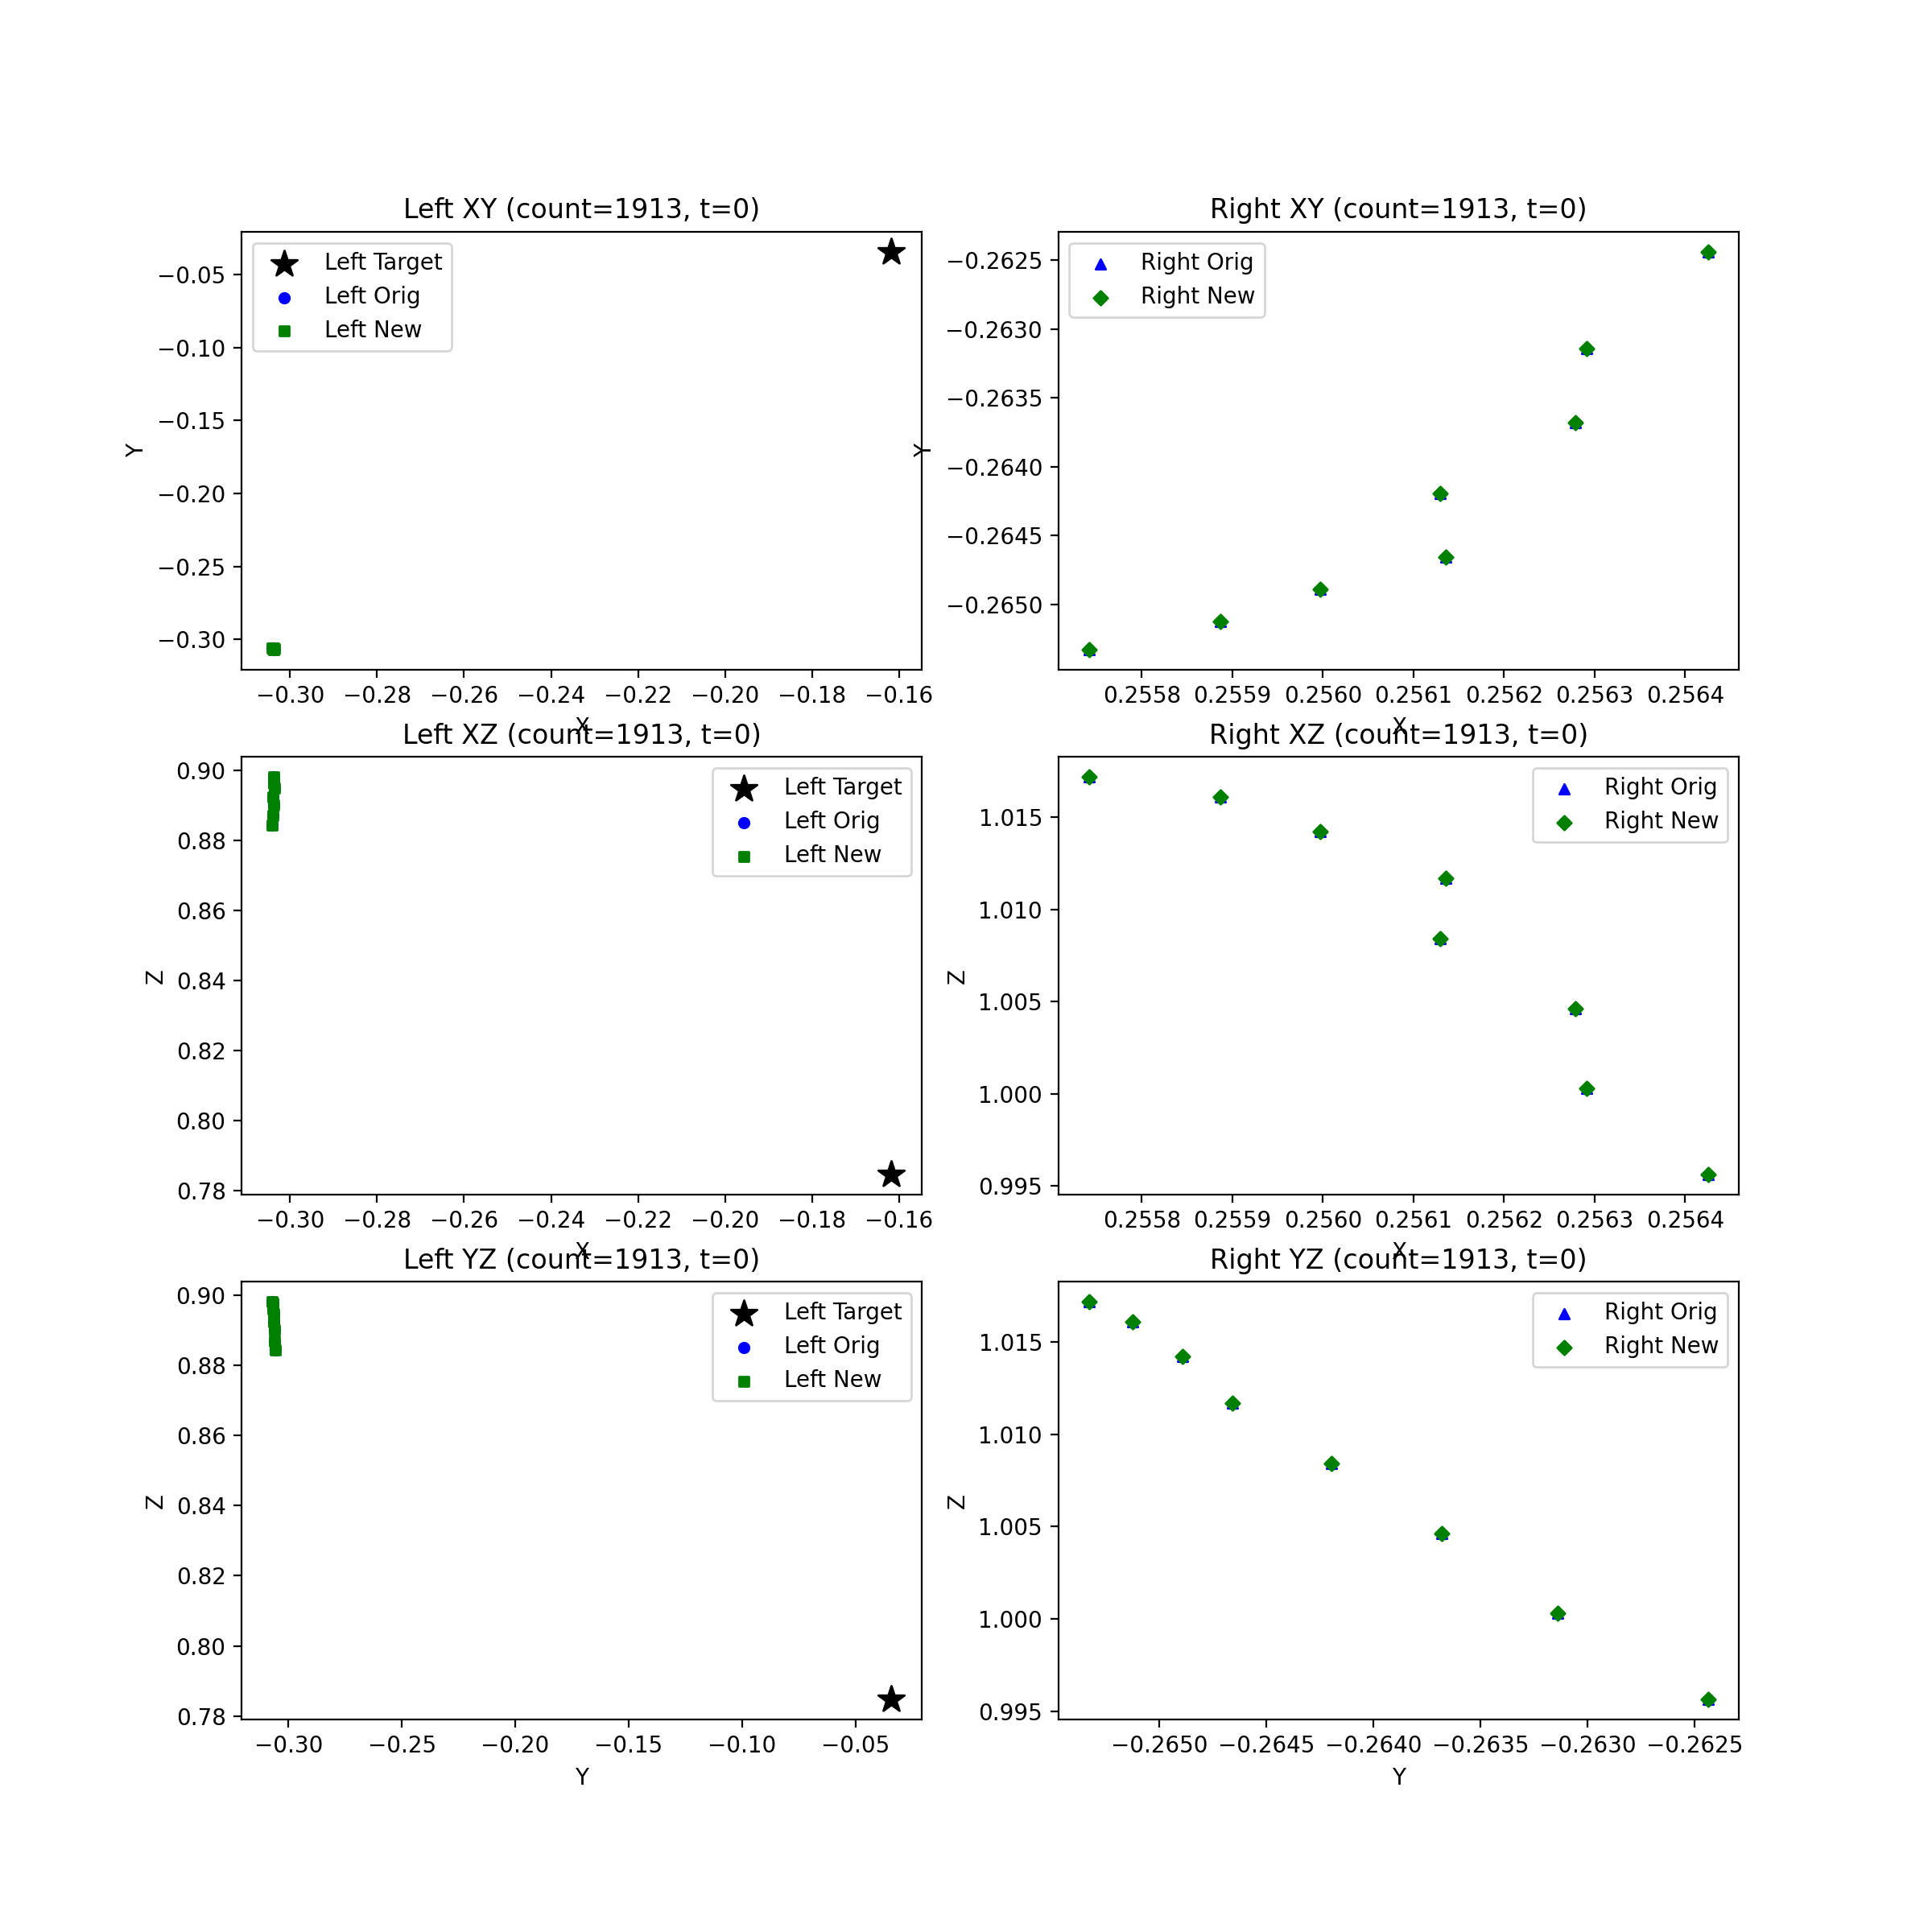 Left XY (count=1913, t=0)
Right XY (count=1913, t=0)
Left Target
Left Orig
Left New
Right Orig
Right New
−0.05
−0.10
−0.15
−0.20
−0.25
−0.30
Y
−0.30 −0.28 −0.26 −0.24 −0.22 −0.20 −0.18 −0.16
X
−0.2625
−0.2630
−0.2635
−0.2640
−0.2645
−0.2650
Y
0.2558 0.2559 0.2560 0.2561 0.2562 0.2563 0.2564
X
Left XZ (count=1913, t=0)
Right XZ (count=1913, t=0)
Left Target
Left Orig
Left New
Right Orig
Right New
0.90
0.88
0.86
0.84
0.82
0.80
0.78
Z
−0.30 −0.28 −0.26 −0.24 −0.22 −0.20 −0.18 −0.16
X
1.015
1.010
1.005
1.000
0.995
Z
0.2558 0.2559 0.2560 0.2561 0.2562 0.2563 0.2564
X
Left YZ (count=1913, t=0)
Right YZ (count=1913, t=0)
Left Target
Left Orig
Left New
Right Orig
Right New
0.90
0.88
0.86
0.84
0.82
0.80
0.78
Z
−0.30 −0.25 −0.20 −0.15 −0.10 −0.05
Y
1.015
1.010
1.005
1.000
0.995
Z
−0.2650 −0.2645 −0.2640 −0.2635 −0.2630 −0.2625
Y